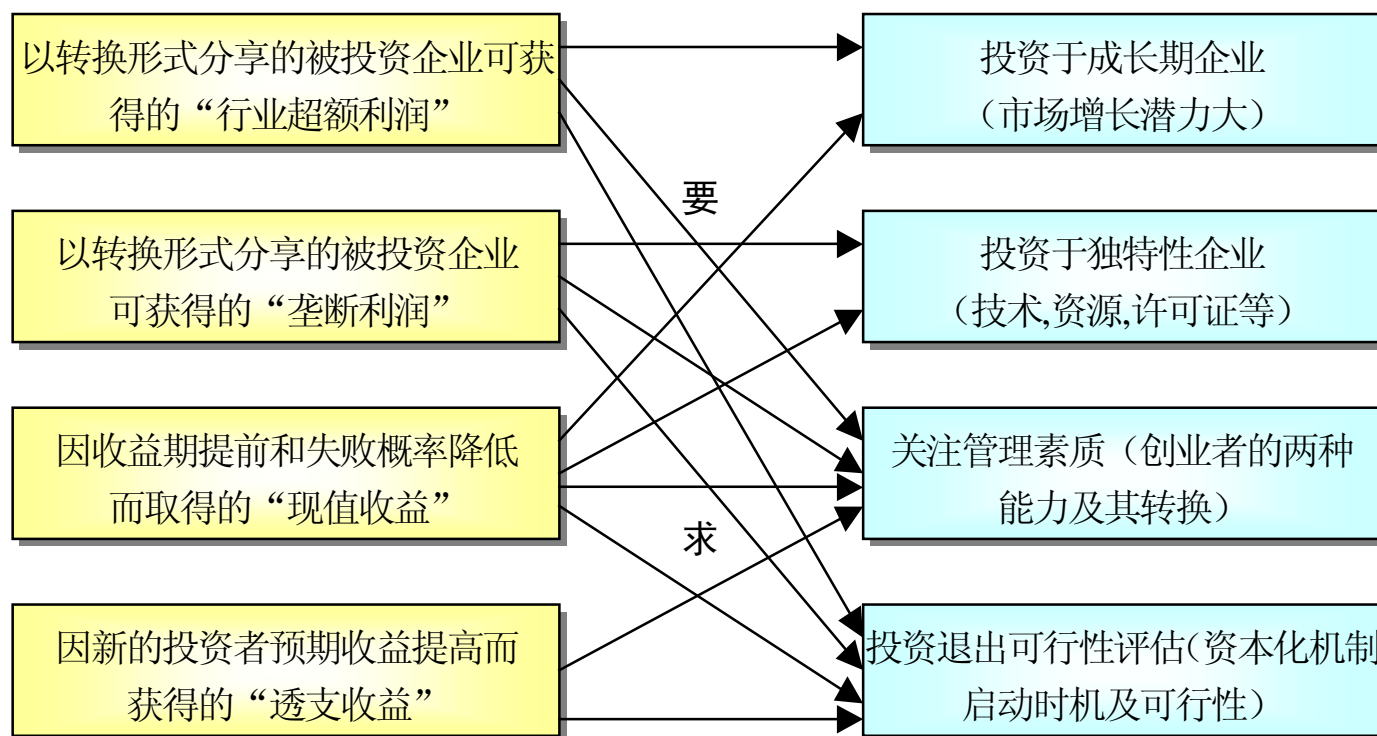 以转换形式分享的被投资企业可获
得的“行业超额利润”
投资于成长期企业
（市场增长潜力大）
要
以转换形式分享的被投资企业
可获得的“垄断利润”
投资于独特性企业
（技术,资源,许可证等）
因收益期提前和失败概率降低
而取得的“现值收益”
关注管理素质（创业者的两种
能力及其转换）
求
因新的投资者预期收益提高而
获得的“透支收益”
投资退出可行性评估(资本化机制
启动时机及可行性）